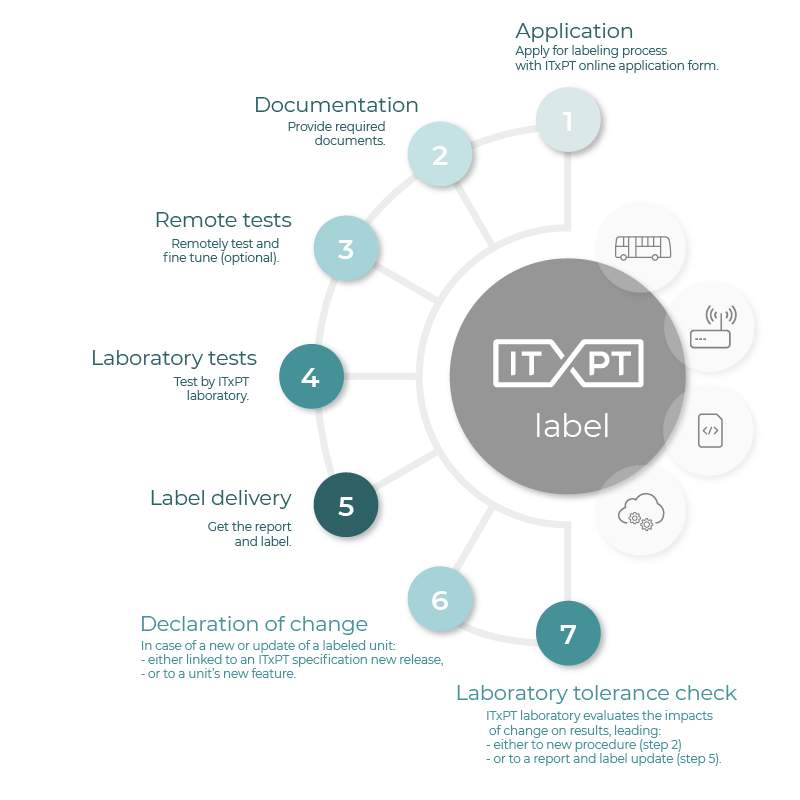 1
Application
Apply for labeling process
with ITxPT online application form.
2
Documentation
Provide required
documents.
3
Remote tests
Remotely test and
fine tune (optional).
4
Laboratory tests
Test by ITxPT
laboratory.
5
Label delivery
Get the report
and label.
6
Declaration of change
In case of a new or update of a labeled unit:
- either linked to an ITxPT specification new release,
- or to a unit's new feature.
7
Laboratory tolerance check
ITxPT laboratory evaluates the impacts
of change on results, leading:
- either to new procedure (step 2)
- or to a report and label update (step 5).
ITxPT
label
</>